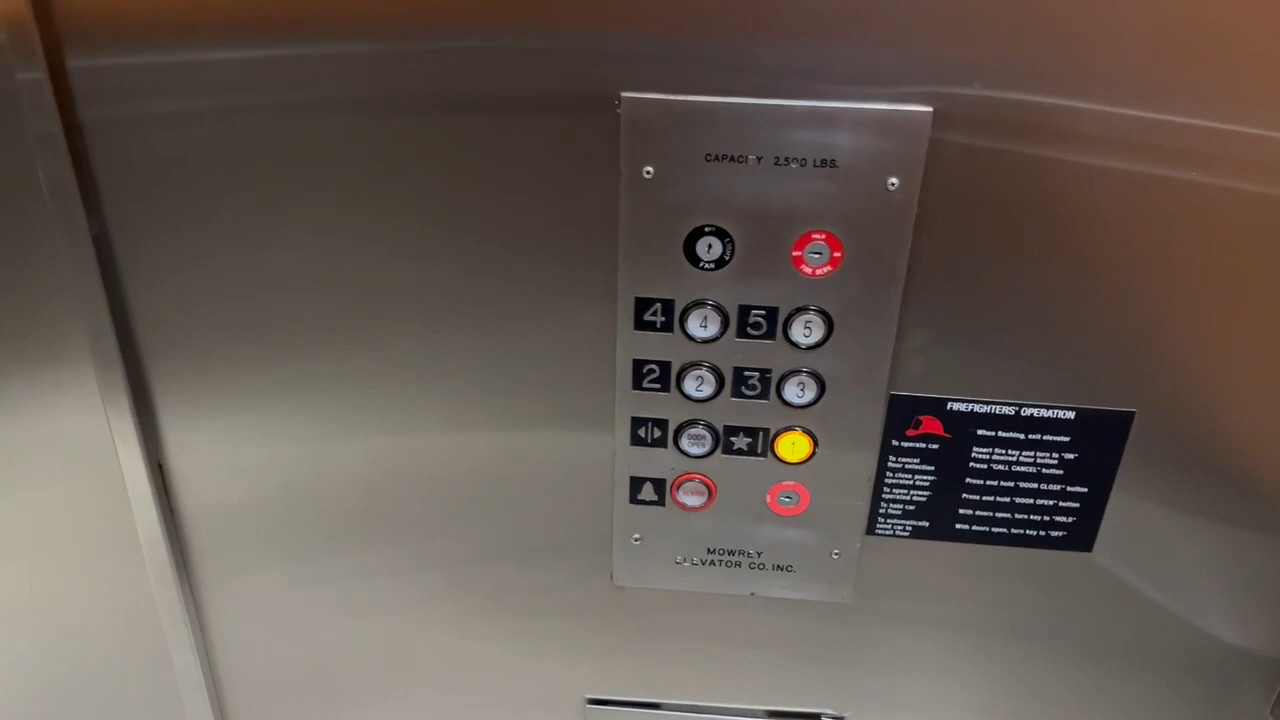 CAPACITY 2,500 LBS.
OFF
LIGHT
FAN
HOLD
OFF ON
FIRE SERV.
4 4 5 5
2 2 3 3
DOOR OPEN ★ 1
ALARM
MOWREY
ELEVATOR CO. INC.
FIREFIGHTERS' OPERATION
When flashing, exit elevator
To operate car
Insert fire key and turn to "ON"
Press desired floor button
To cancel
floor selection
Press "CALL CANCEL" button
To close power-
operated door
Press and hold "DOOR CLOSE" button
To open power-
operated door
Press and hold "DOOR OPEN" button
To hold car
at floor
With doors open, turn key to "HOLD"
To automatically
send car to
recall floor
With doors open, turn key to "OFF"